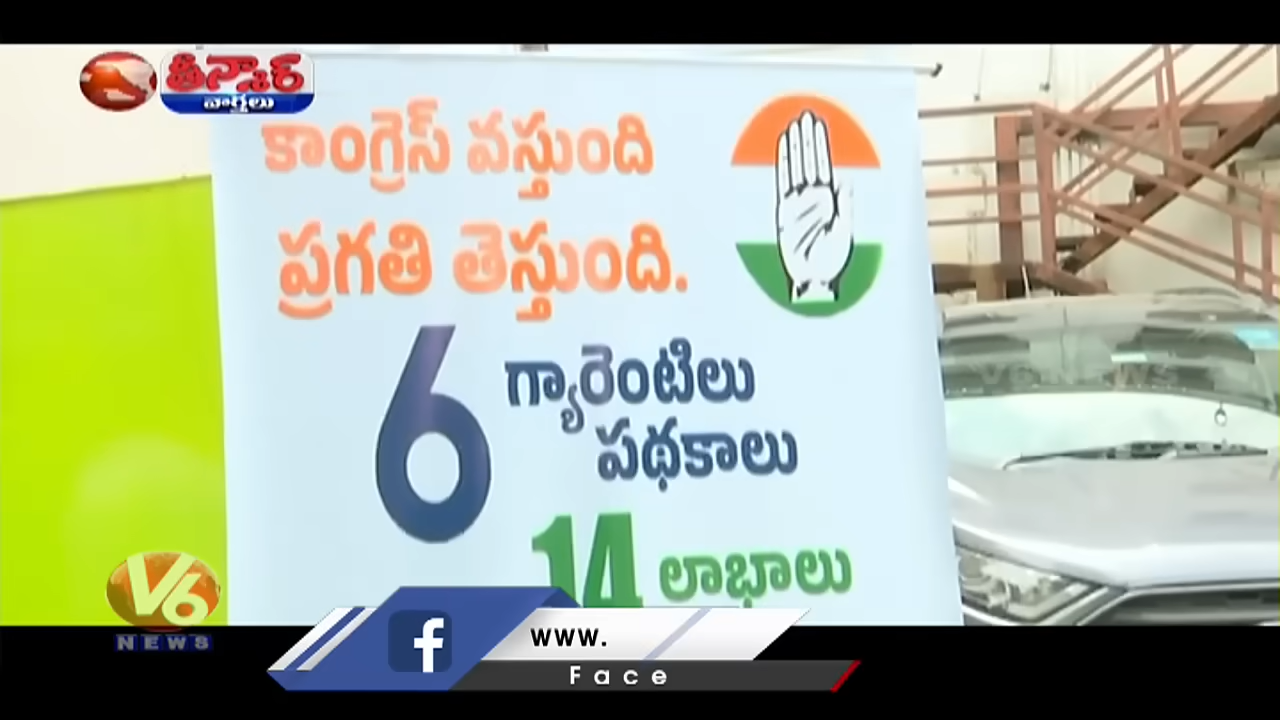 తీన్మార్
వార్తలు
కాంగ్రెస్ వస్తుంది
ప్రగతి తెస్తుంది.
6 గ్యారెంటిలు
పథకాలు
14 లాభాలు
V6
NEWS
f
www.
Face